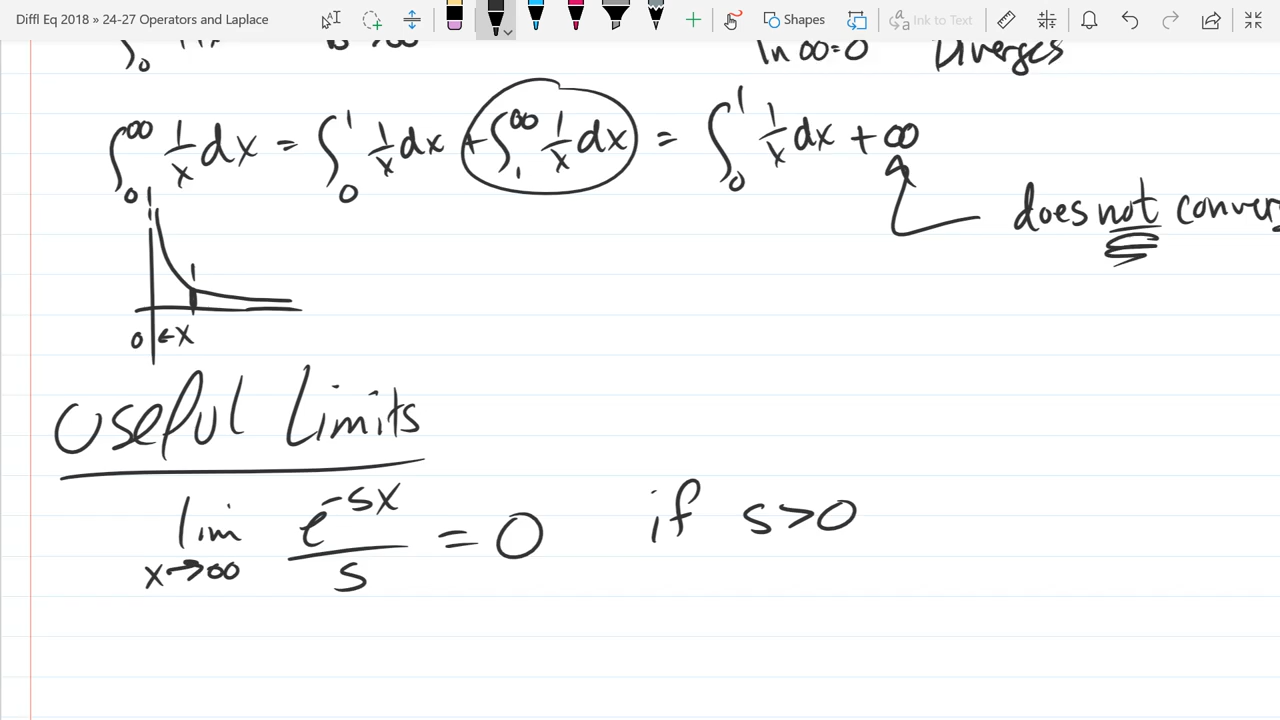 Diffl Eq 2018 » 24-27 Operators and Laplace
Shapes
Ink to Text
ln ∞=0 Diverges
∫₀^∞ 1/x dx = ∫₀^1 1/x dx + ∫₁^∞ 1/x dx = ∫₀^1 1/x dx + ∞
does not conver
1
0 ←x
Useful Limits
lim x→∞ e^-sx / s = 0 if s>0